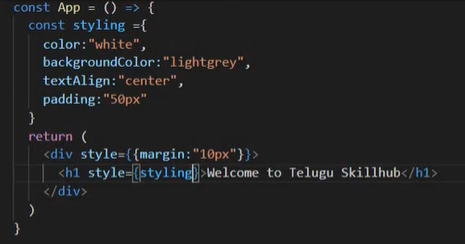 const App = () => {
  const styling ={
    color:"white",
    backgroundColor:"lightgrey",
    textAlign:"center",
    padding:"50px"
  }
  return (
    <div style={{margin:"10px"}}>
      <h1 style={styling}>Welcome to Telugu Skillhub</h1>
    </div>
  )
}